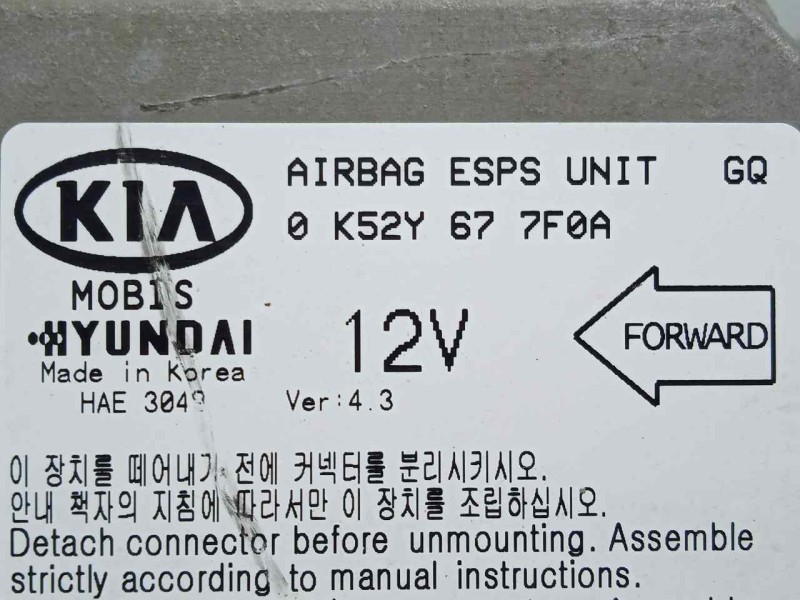 KIA
AIRBAG ESPS UNIT GQ
0 K52Y 67 7F0A
MOBIS
HYUNDAI
12V
FORWARD
Made in Korea
HAE
Ver:4.3
이 장치를 떼어내기 전에 커넥터를 분리시키시오.
안내 책자의 지침에 따라서만 이 장치를 조립하십시오.
Detach connector before unmounting. Assemble
strictly according to manual instructions.